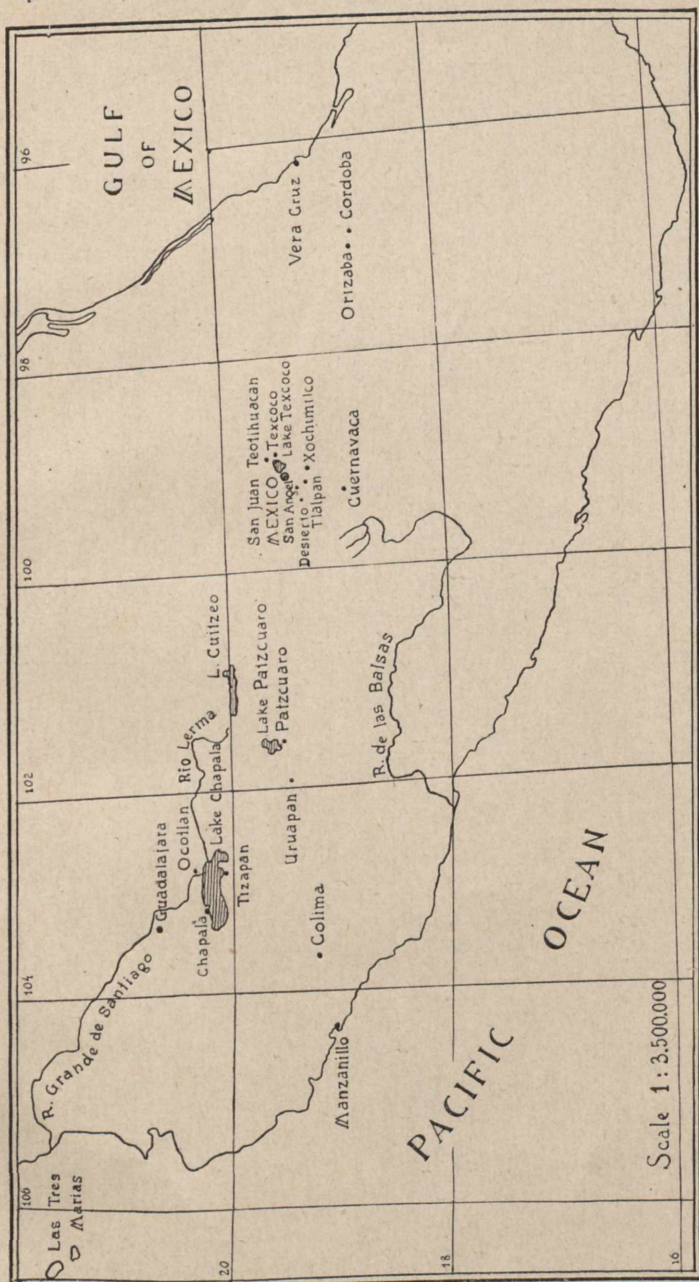 106
104
102
100
98
96
20
18
16
Las Tres
Marias
R. Grande de Santiago
Guadalajara
Ocotlan
Rio Lerma
Chapala
Lake Chapala
Tizapan
L. Cuitzeo
Lake Patzcuaro
Patzcuaro
Uruapan
Colima
Manzanillo
San Juan Teotihuacan
MEXICO
Texcoco
San Angel
Lake Texcoco
Desierto
Xochimilco
Tlalpan
Cuernavaca
R. de las Balsas
GULF
OF
MEXICO
Vera Cruz
Orizaba
Cordoba
PACIFIC
OCEAN
Scale 1:3.500.000